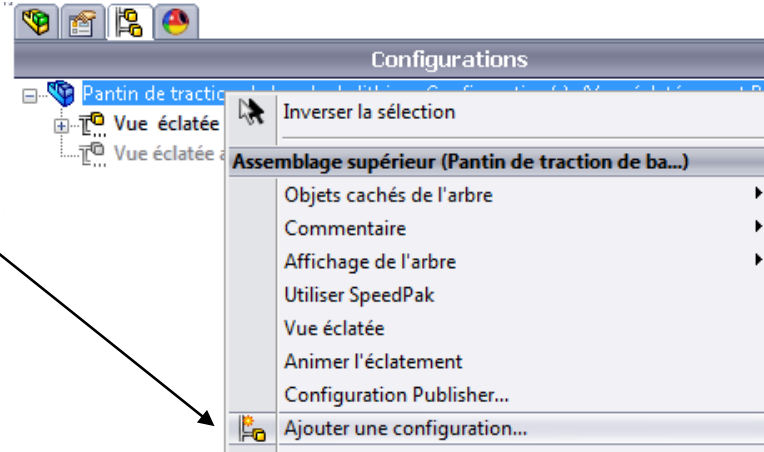 Configurations
Pantin de tractio
Vue éclatée
Vue éclatée a
Inverser la sélection
Assemblage supérieur (Pantin de traction de ba...)
Objets cachés de l'arbre
Commentaire
Affichage de l'arbre
Utiliser SpeedPak
Vue éclatée
Animer l'éclatement
Configuration Publisher...
Ajouter une configuration...